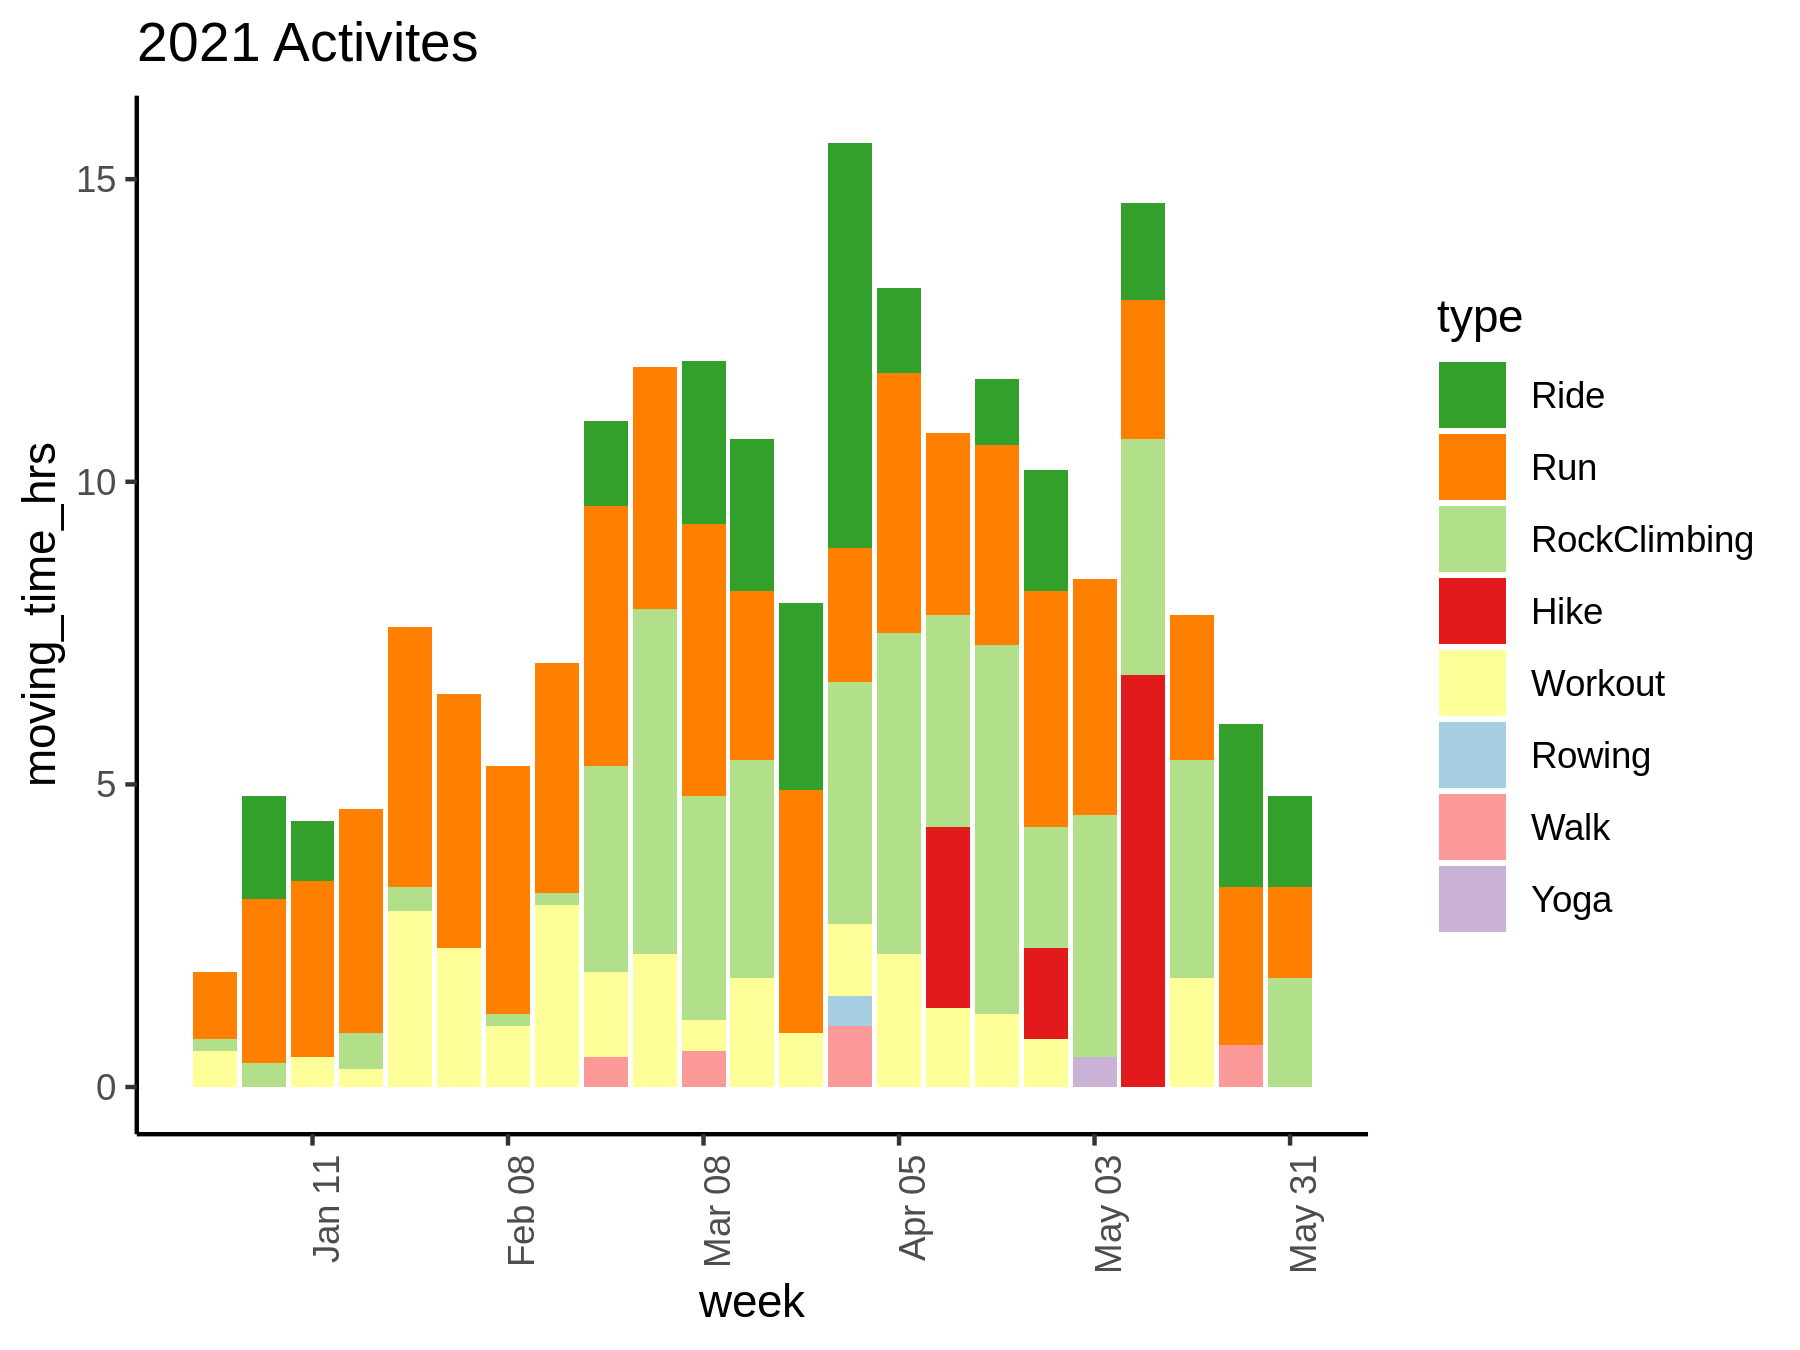 2021 Activites
moving_time_hrs
15
10
5
0
Jan 11
Feb 08
Mar 08
Apr 05
May 03
May 31
week
type
Ride
Run
RockClimbing
Hike
Workout
Rowing
Walk
Yoga